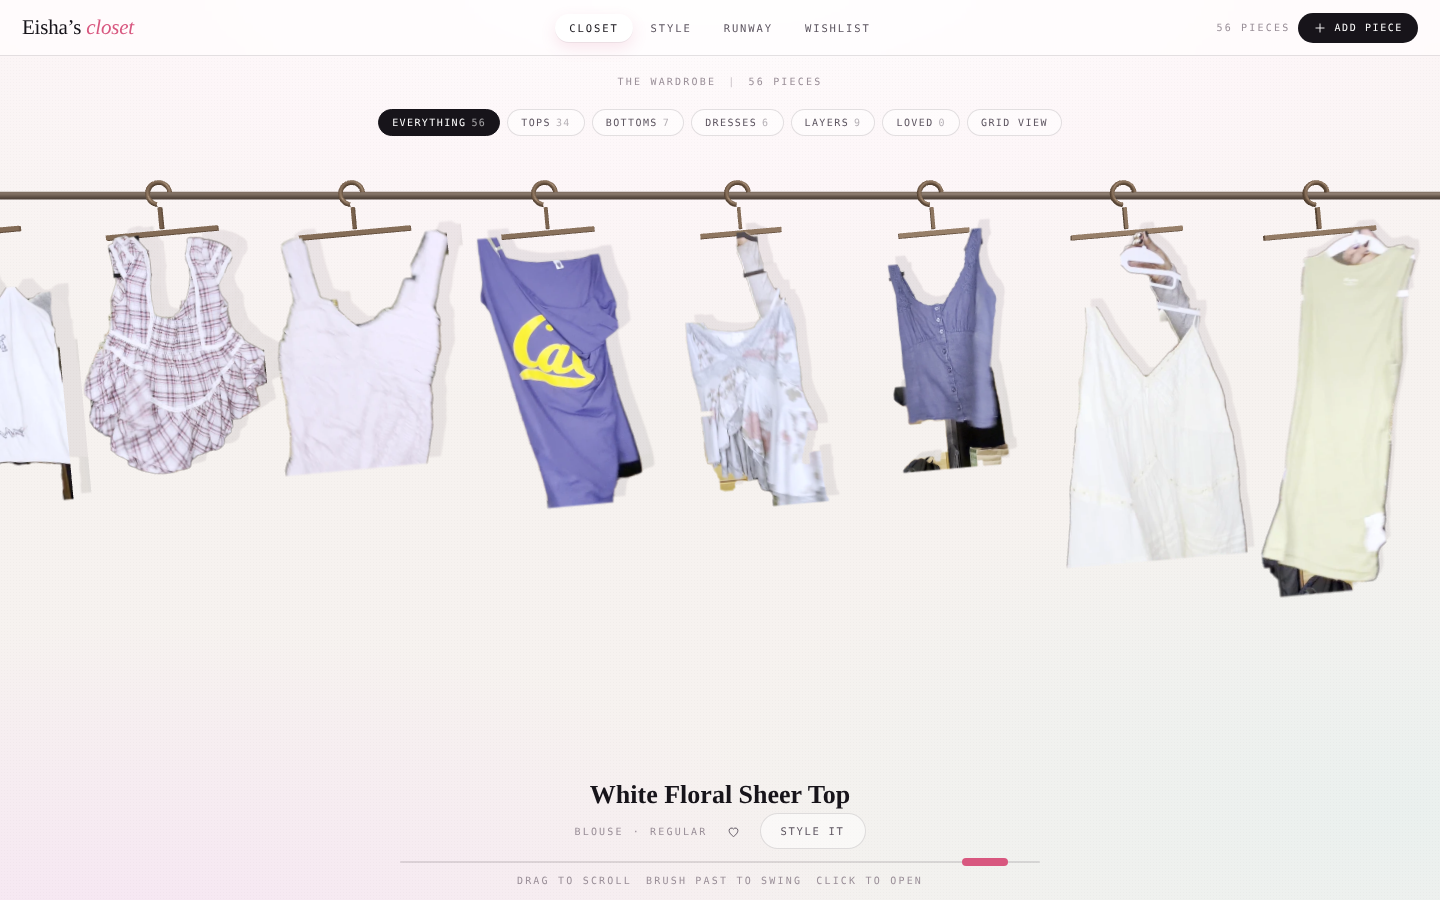 Eisha’s closet
CLOSET STYLE RUNWAY WISHLIST
56 PIECES + ADD PIECE
THE WARDROBE | 56 PIECES
EVERYTHING 56 TOPS 34 BOTTOMS 7 DRESSES 6 LAYERS 9 LOVED 0 GRID VIEW
Ca
White Floral Sheer Top
BLOUSE · REGULAR STYLE IT
DRAG TO SCROLL BRUSH PAST TO SWING CLICK TO OPEN